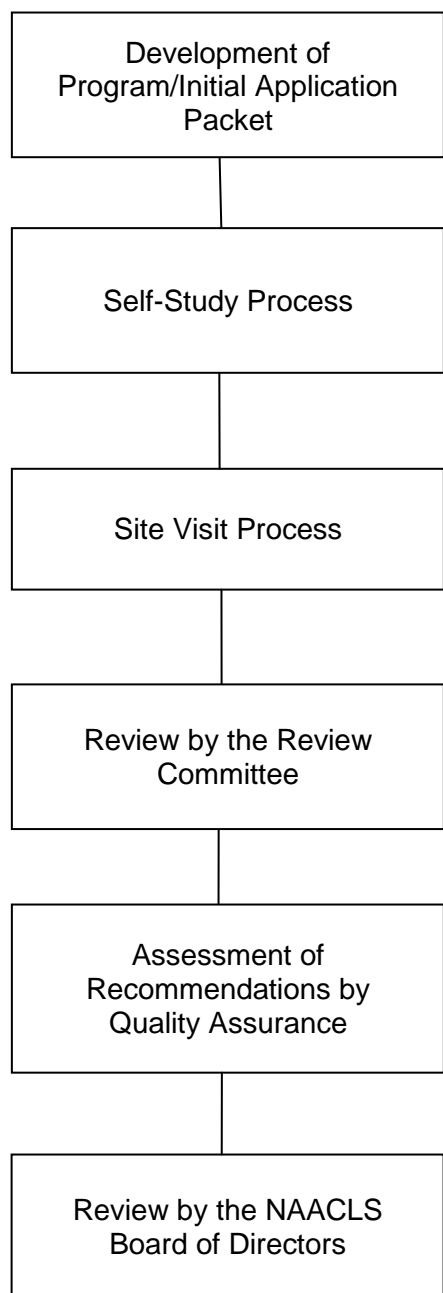 Development of
Program/Initial Application
Packet
Self-Study Process
Site Visit Process
Review by the Review
Committee
Assessment of
Recommendations by
Quality Assurance
Review by the NAACLS
Board of Directors